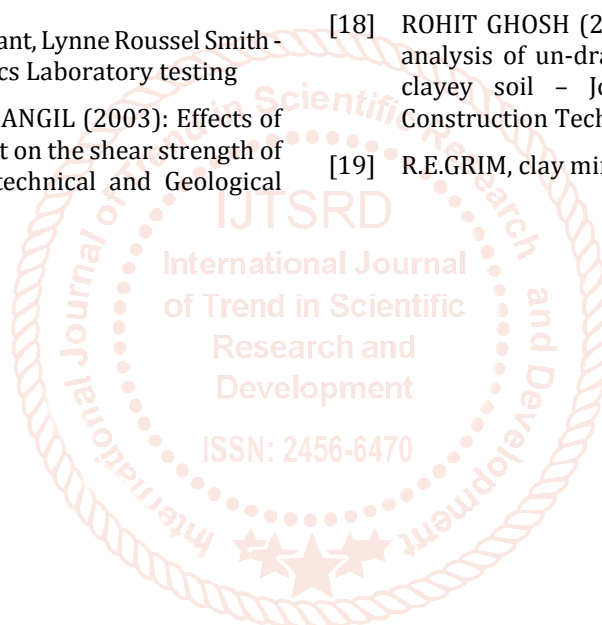 ant, Lynne Roussel Smith -
cs Laboratory testing
ANGIL (2003): Effects of
t on the shear strength of
technical and Geological
[18] ROHIT GHOSH (2
analysis of un-dra
clayey soil – Jo
Construction Tech
[19] R.E.GRIM, clay mi
International Journal of Trend in Scientific Research and Development
IJTSRD
International Journal
of Trend in Scientific
Research and
Development
ISSN: 2456-6470